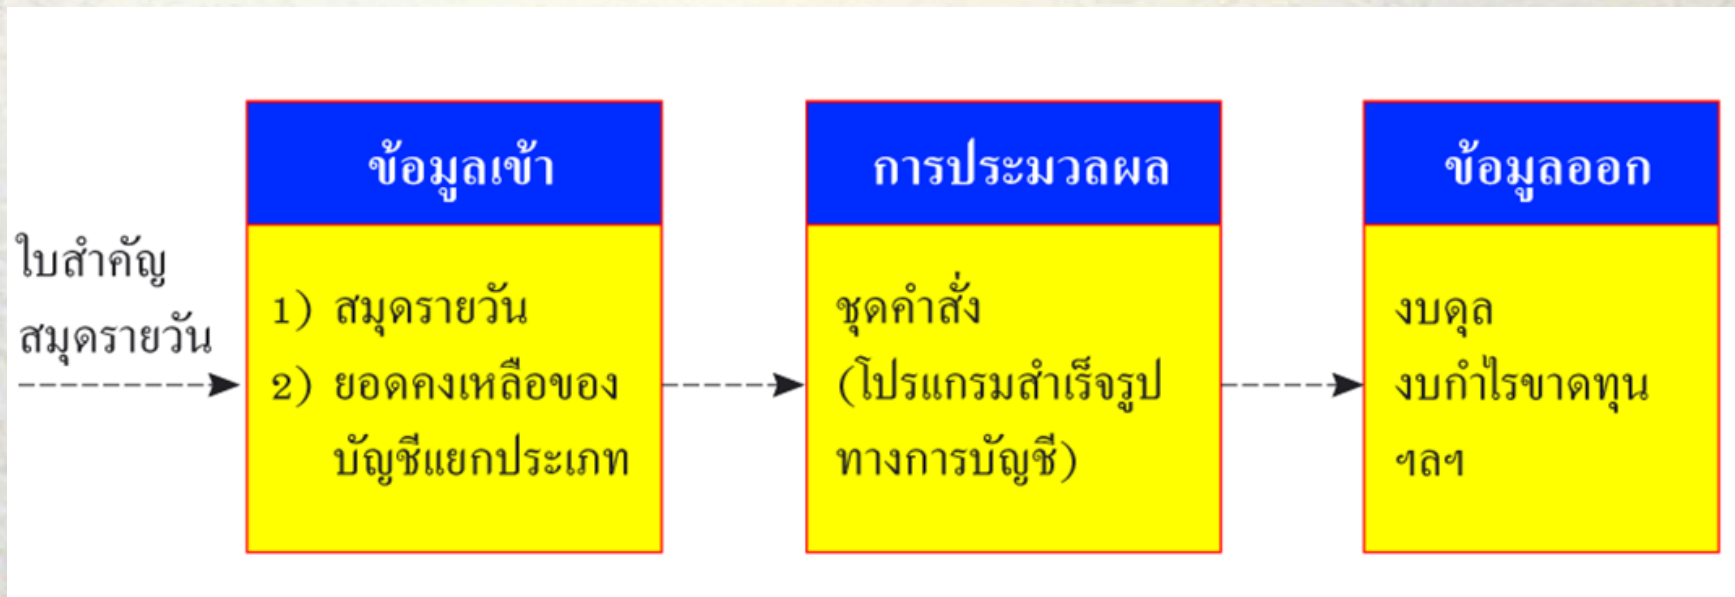 ใบสำคัญ
สมุดรายวัน
ข้อมูลเข้า
1) สมุดรายวัน
2) ยอดคงเหลือของ
บัญชีแยกประเภท
การประมวลผล
ชุดคำสั่ง
(โปรแกรมสำเร็จรูป
ทางการบัญชี)
ข้อมูลออก
งบดุล
งบกำไรขาดทุน
ฯลฯ